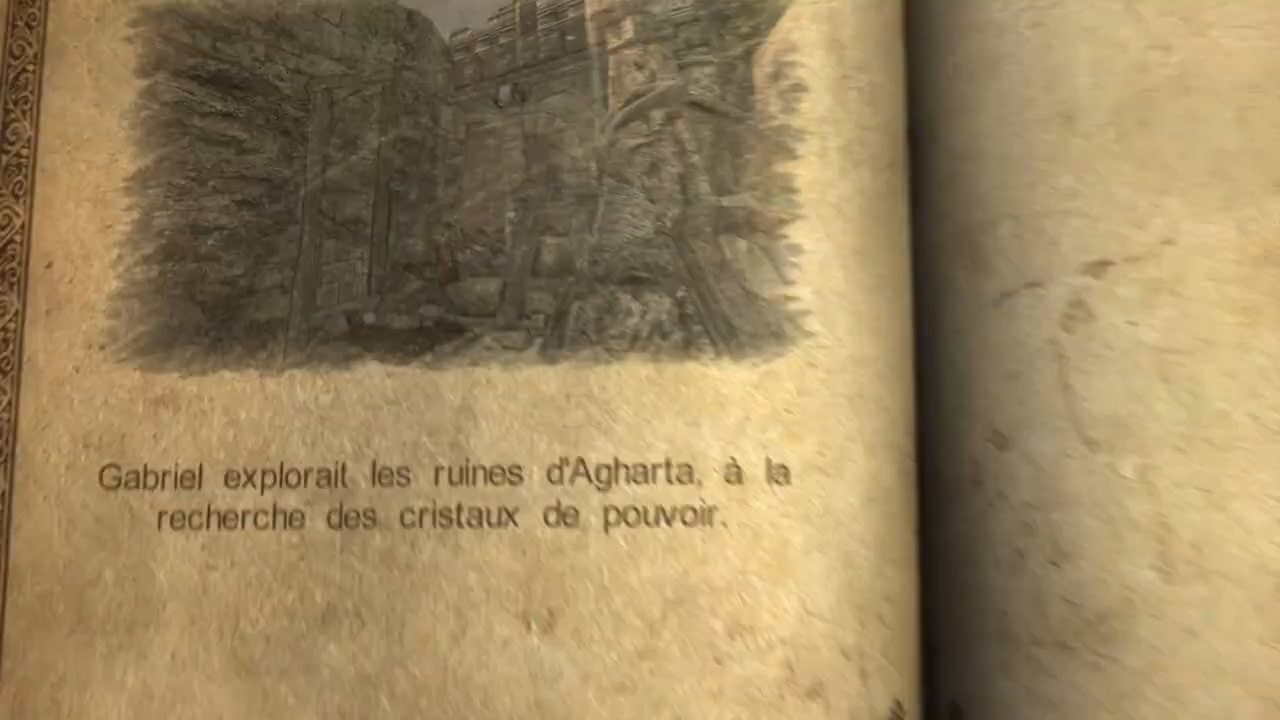 Gabriel explorait les ruines d'Agharta, à la
recherche des cristaux de pouvoir.